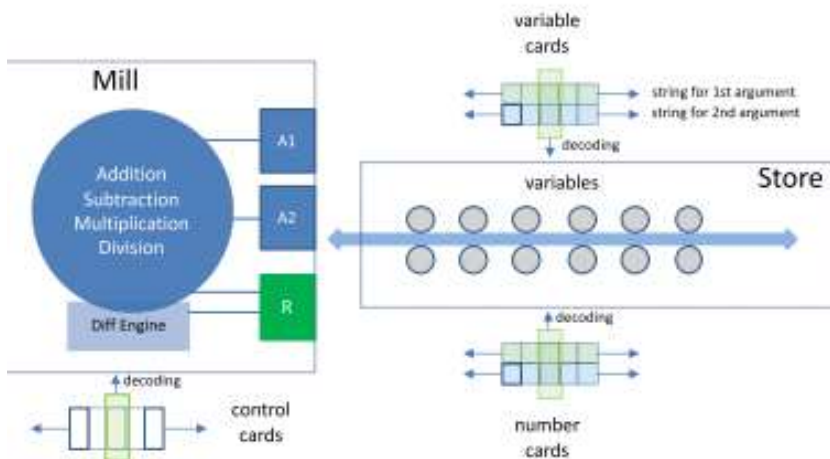 variable
cards
string for 1st argument
string for 2nd argument
decoding
Mill
A1
Addition
Subtraction
Multiplication
Division
A2
R
Diff Engine
variables
Store
decoding
decoding
control
cards
number
cards